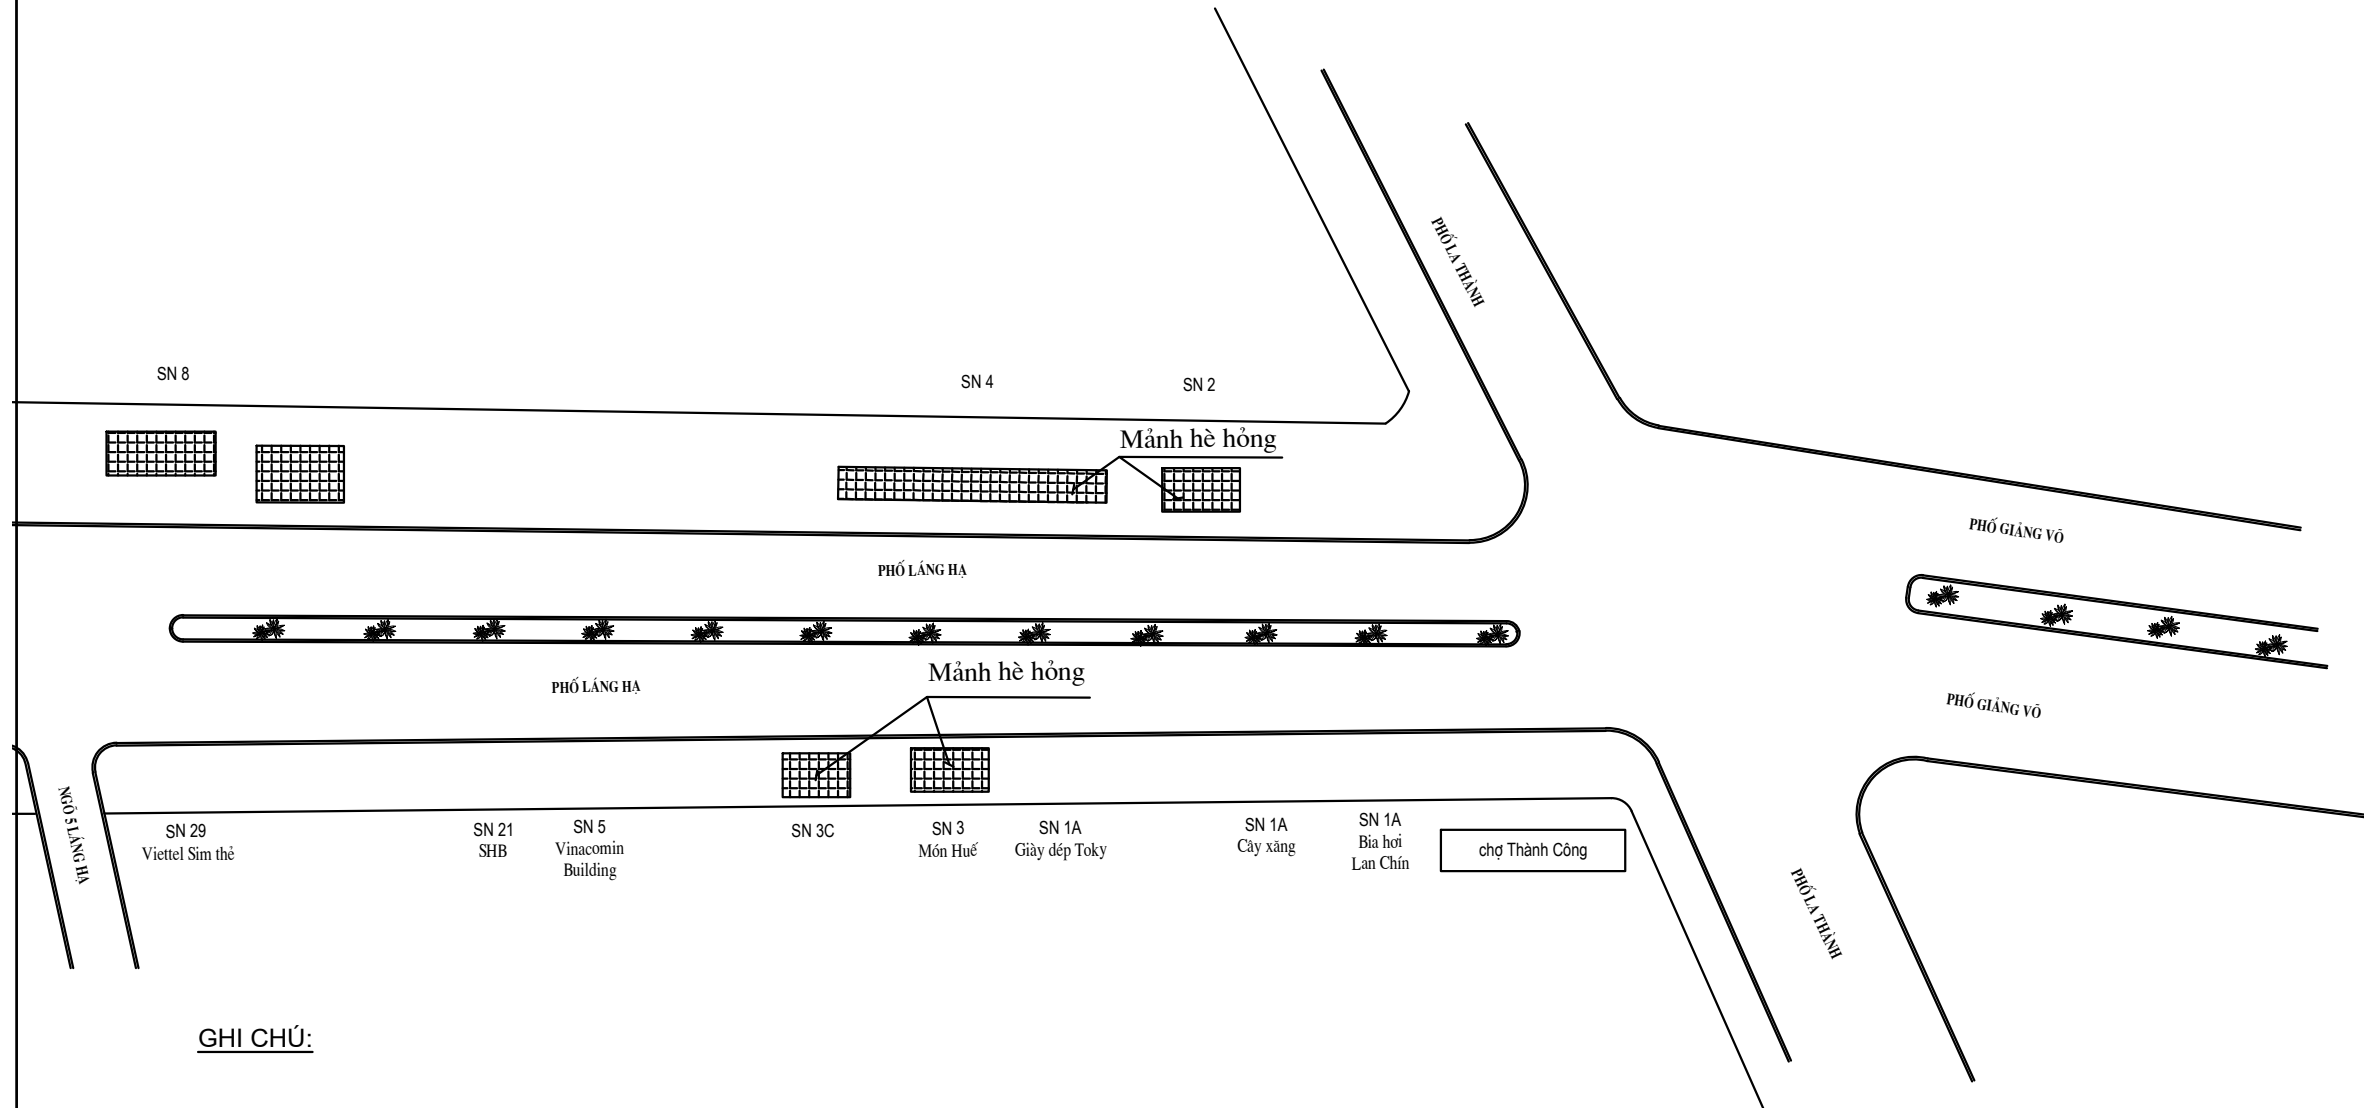 PHỐ LA THÀNH
SN 8
SN 4
SN 2
Mảnh hè hỏng
PHỐ GIẢNG VÕ
PHỐ LÁNG HẠ
Mảnh hè hỏng
PHỐ LÁNG HẠ
PHỐ GIẢNG VÕ
NGÕ 5 LÁNG HẠ
SN 29
Viettel Sim thẻ
SN 21
SHB
SN 5
Vinacomin
Building
SN 3C
SN 3
Món Huế
SN 1A
Giày dép Toky
SN 1A
Cây xăng
SN 1A
Bia hơi
Lan Chín
chợ Thành Công
PHỐ LA THÀNH
GHI CHÚ: